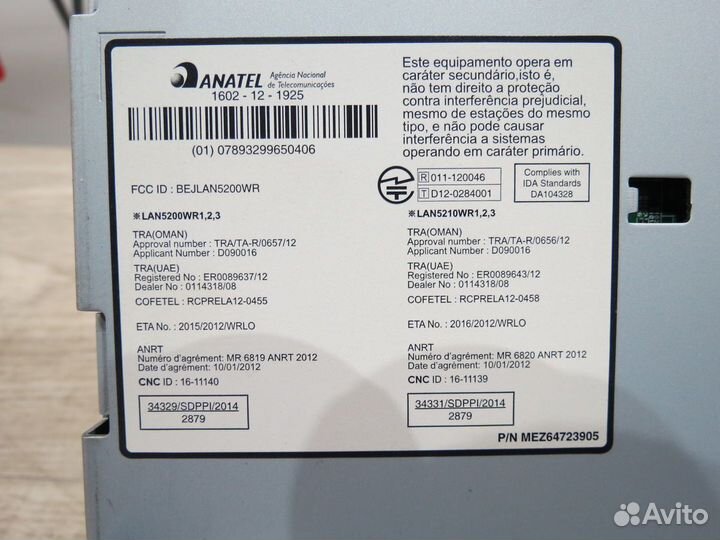 ANATEL Agência Nacional de Telecomunicações
1602 - 12 - 1925
(01) 07893299650406
Este equipamento opera em
caráter secundário,isto é,
não tem direito a proteção
contra interferência prejudicial,
mesmo de estações do mesmo
tipo, e não pode causar
interferência a sistemas
operando em caráter primário.
FCC ID : BEJLAN5200WR
R 011-120046
T D12-0284001
Complies with
IDA Standards
DA104328
※LAN5200WR1,2,3
TRA(OMAN)
Approval number : TRA/TA-R/0657/12
Applicant Number : D090016
TRA(UAE)
Registered No : ER0089637/12
Dealer No : 0114318/08
COFETEL : RCPRELA12-0455
ETA No. : 2015/2012/WRLO
ANRT
Numéro d'agrément: MR 6819 ANRT 2012
Date d'agrément: 10/01/2012
CNC ID : 16-11140
34329/SDPPI/2014
2879
※LAN5210WR1,2,3
TRA(OMAN)
Approval number : TRA/TA-R/0656/12
Applicant Number : D090016
TRA(UAE)
Registered No : ER0089643/12
Dealer No : 0114318/08
COFETEL : RCPRELA12-0458
ETA No. : 2016/2012/WRLO
ANRT
Numéro d'agrément: MR 6820 ANRT 2012
Date d'agrément: 10/01/2012
CNC ID : 16-11139
34331/SDPPI/2014
2879
P/N MEZ64723905
Avito